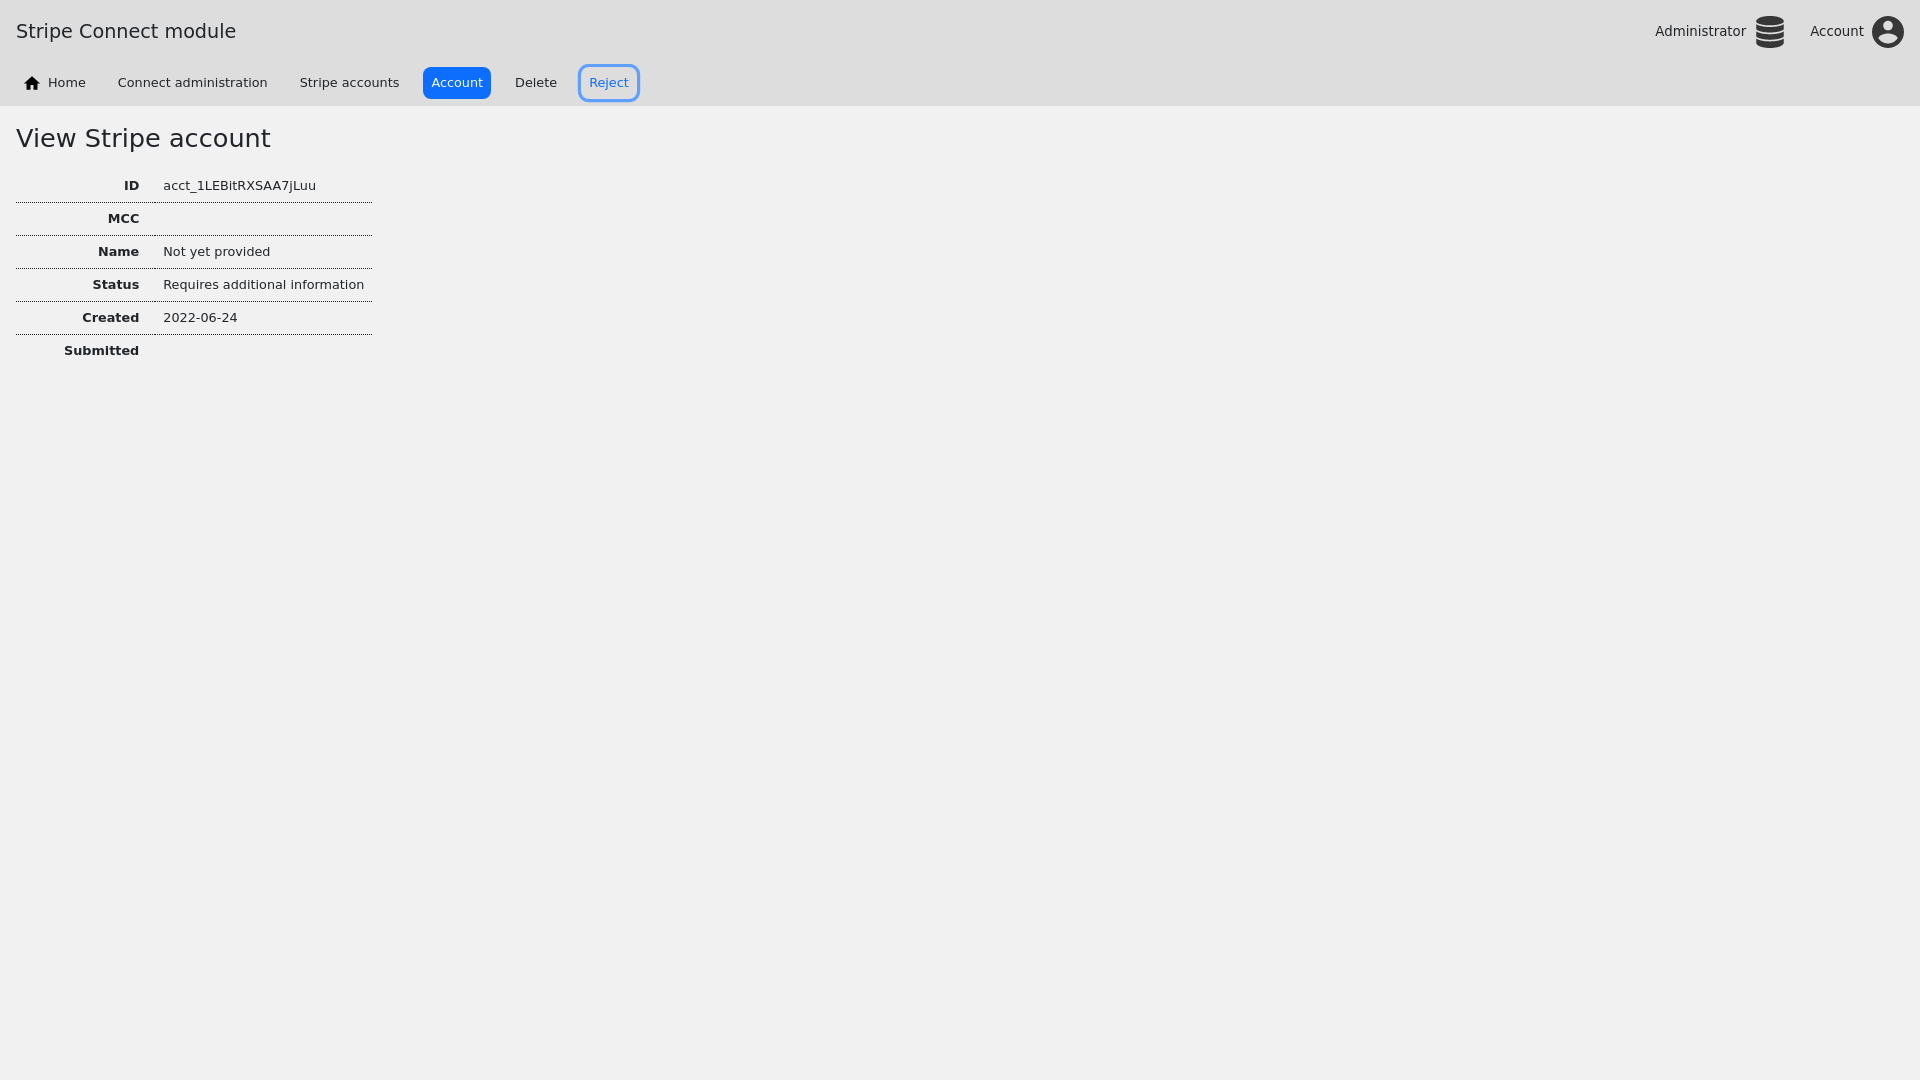 Stripe Connect module
Administrator
Account
Home
Connect administration
Stripe accounts
Account
Delete
Reject
View Stripe account
ID acct_1LEBitRXSAA7jLuu
MCC
Name Not yet provided
Status Requires additional information
Created 2022-06-24
Submitted